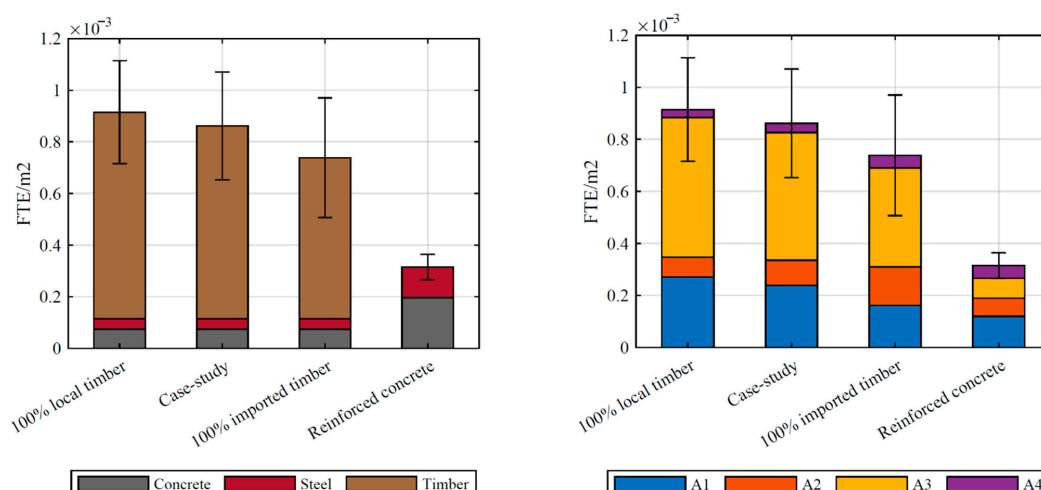 ×10⁻³
1.2
1
0.8
0.6
0.4
0.2
0
FTE/m2
100% local timber
Case-study
100% imported timber
Reinforced concrete
Concrete Steel Timber
×10⁻³
1.2
1
0.8
0.6
0.4
0.2
0
FTE/m2
100% local timber
Case-study
100% imported timber
Reinforced concrete
A1 A2 A3 A4